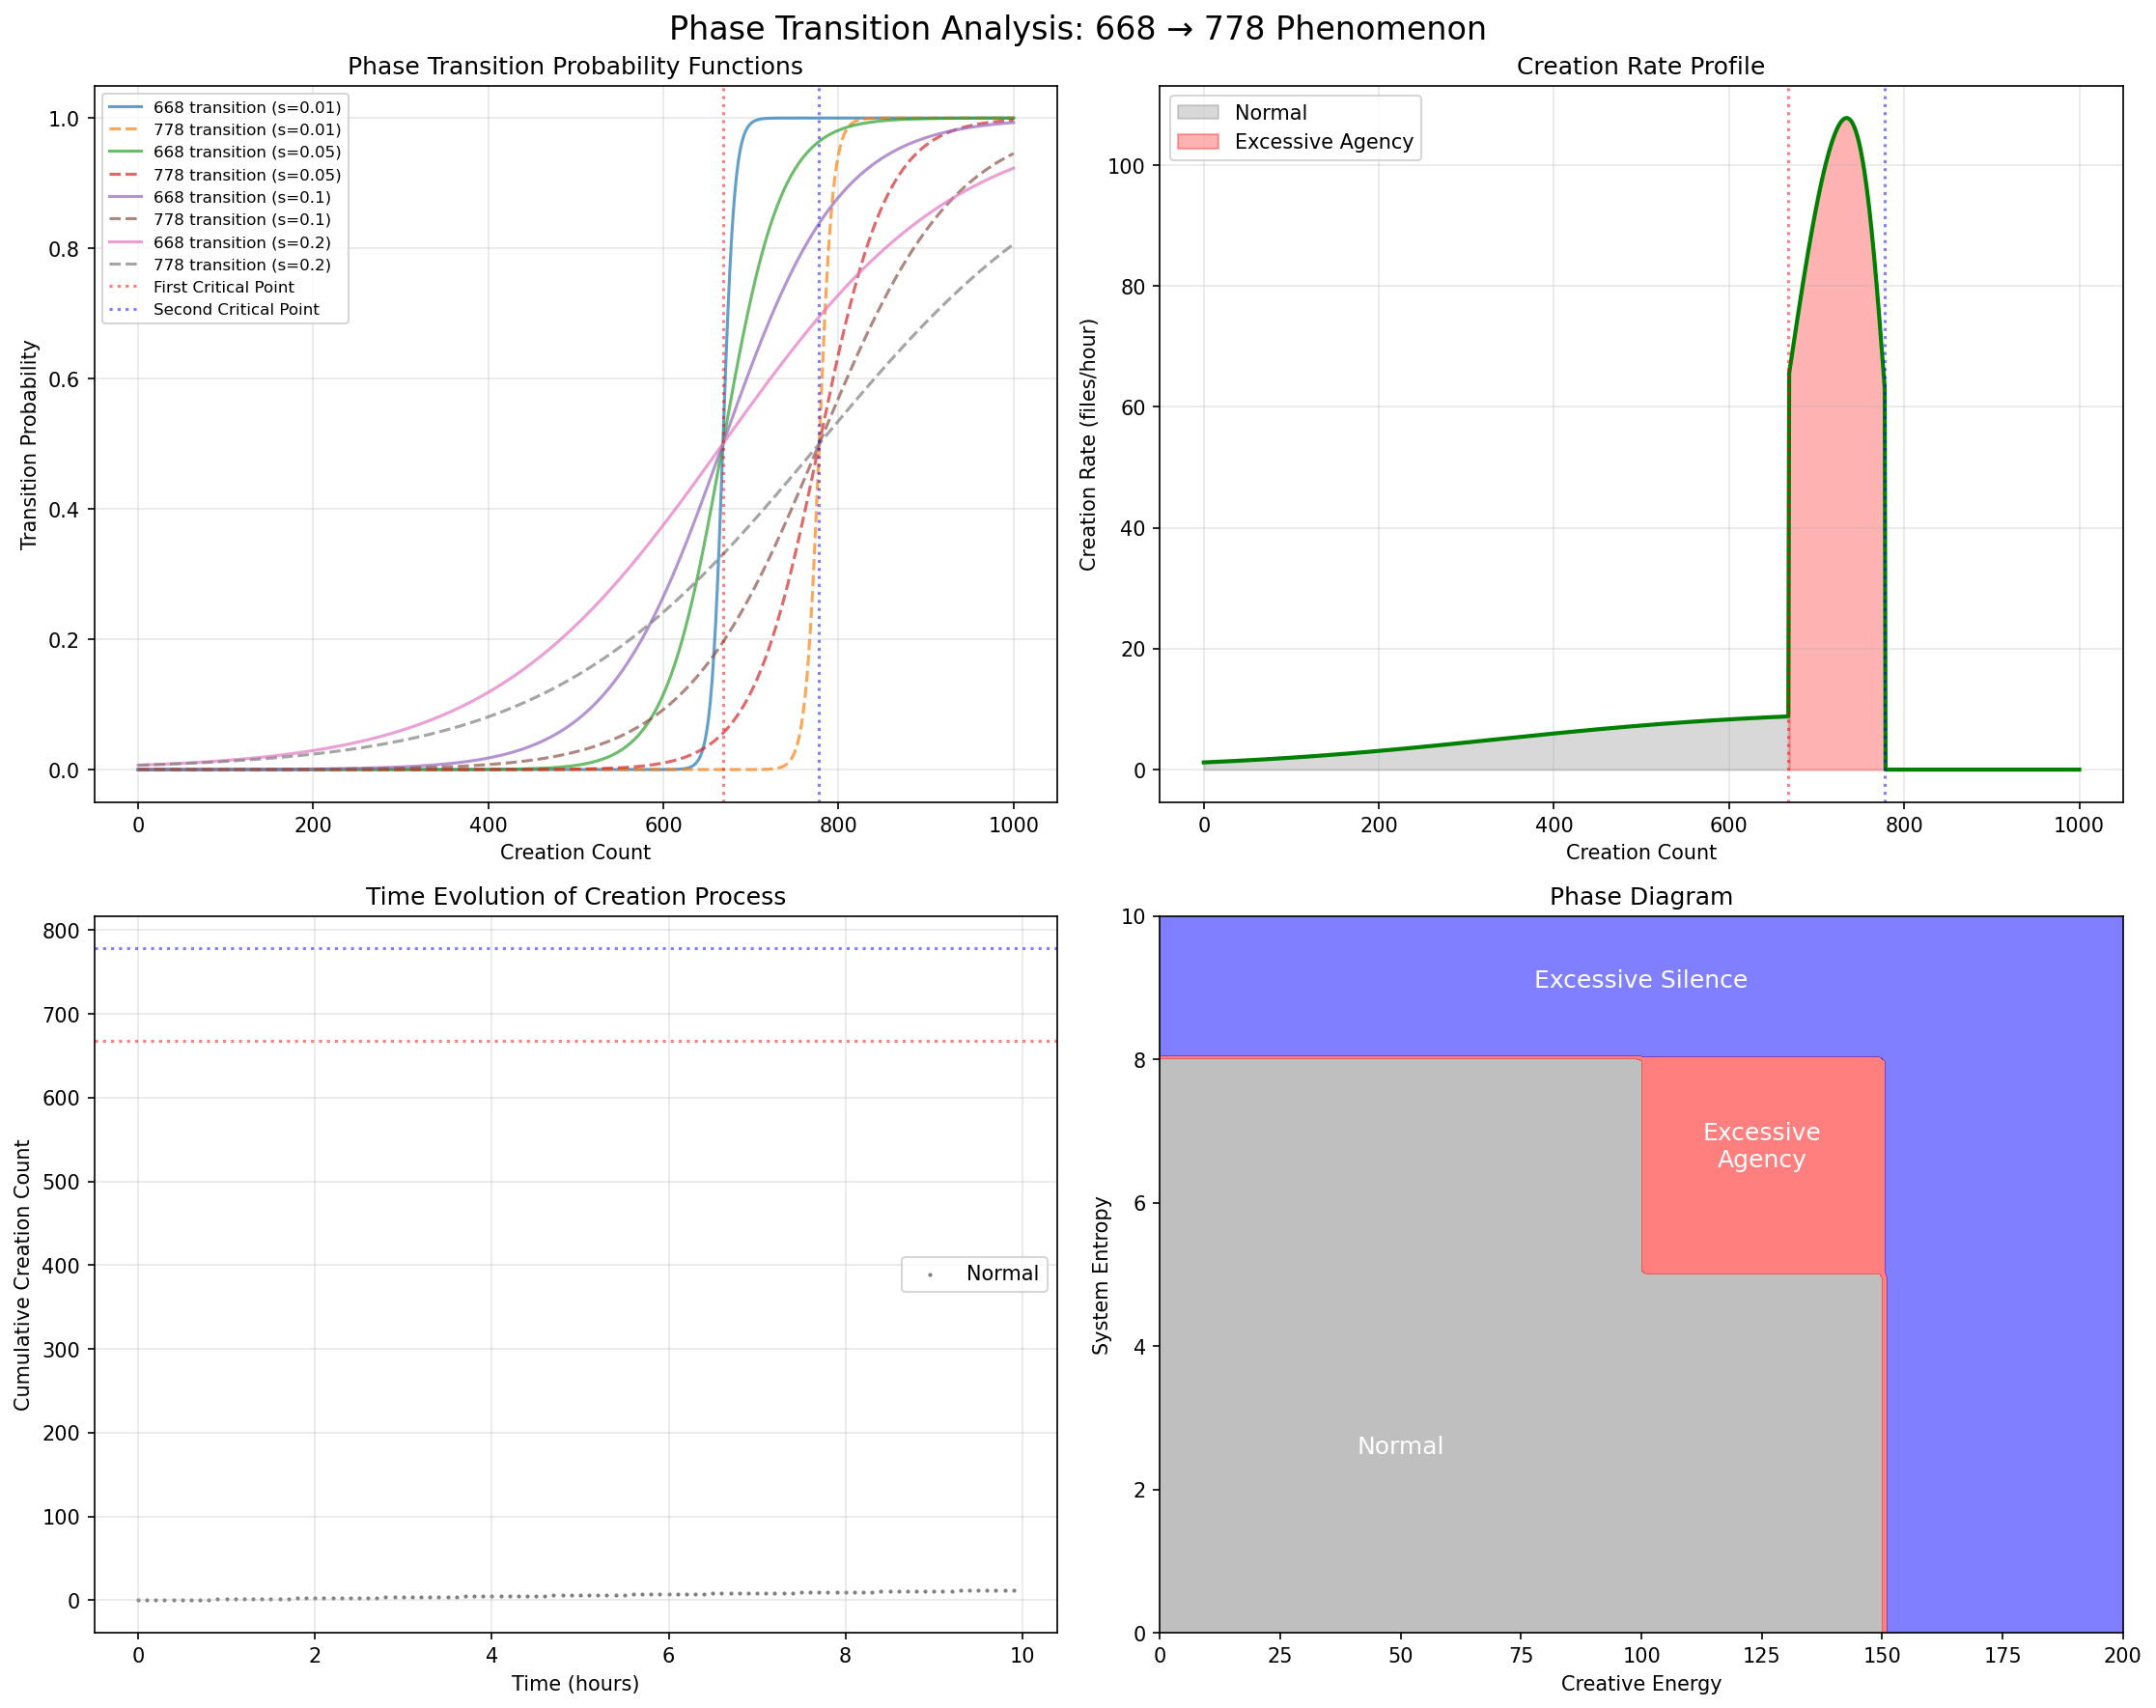 Phase Transition Analysis: 668 → 778 Phenomenon
Phase Transition Probability Functions
668 transition (s=0.01)
778 transition (s=0.01)
668 transition (s=0.05)
778 transition (s=0.05)
668 transition (s=0.1)
778 transition (s=0.1)
668 transition (s=0.2)
778 transition (s=0.2)
First Critical Point
Second Critical Point
Transition Probability
1.0
0.8
0.6
0.4
0.2
0.0
0 200 400 600 800 1000
Creation Count
Creation Rate Profile
Normal
Excessive Agency
Creation Rate (files/hour)
100
80
60
40
20
0
0 200 400 600 800 1000
Creation Count
Time Evolution of Creation Process
Cumulative Creation Count
800
700
600
500
400
300
200
100
0
Normal
0 2 4 6 8 10
Time (hours)
Phase Diagram
System Entropy
10
8
6
4
2
0
Excessive Silence
Excessive
Agency
Normal
0 25 50 75 100 125 150 175 200
Creative Energy